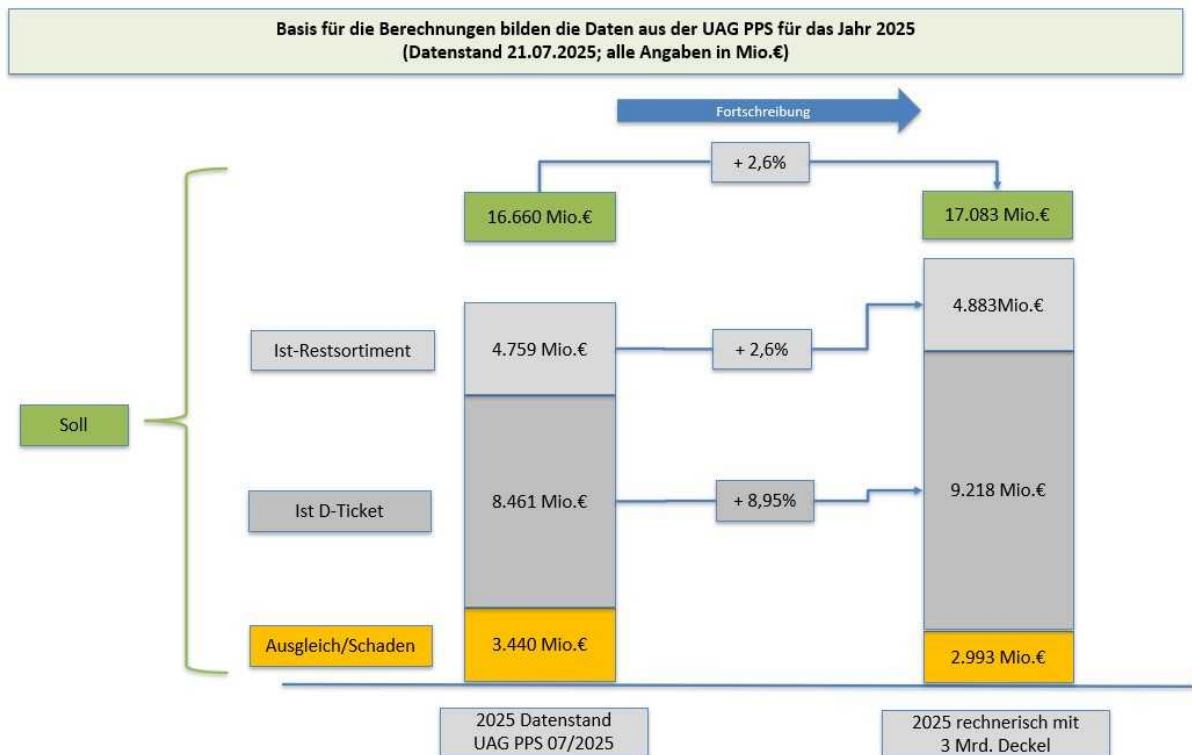 Basis für die Berechnungen bilden die Daten aus der UAG PPS für das Jahr 2025
(Datenstand 21.07.2025; alle Angaben in Mio.€)
Fortschreibung
+ 2,6%
16.660 Mio.€
17.083 Mio.€
Ist-Restsortiment
4.759 Mio.€
+ 2,6%
4.883Mio.€
Soll
Ist D-Ticket
8.461 Mio.€
+ 8,95%
9.218 Mio.€
Ausgleich/Schaden
3.440 Mio.€
2.993 Mio.€
2025 Datenstand
UAG PPS 07/2025
2025 rechnerisch mit
3 Mrd. Deckel